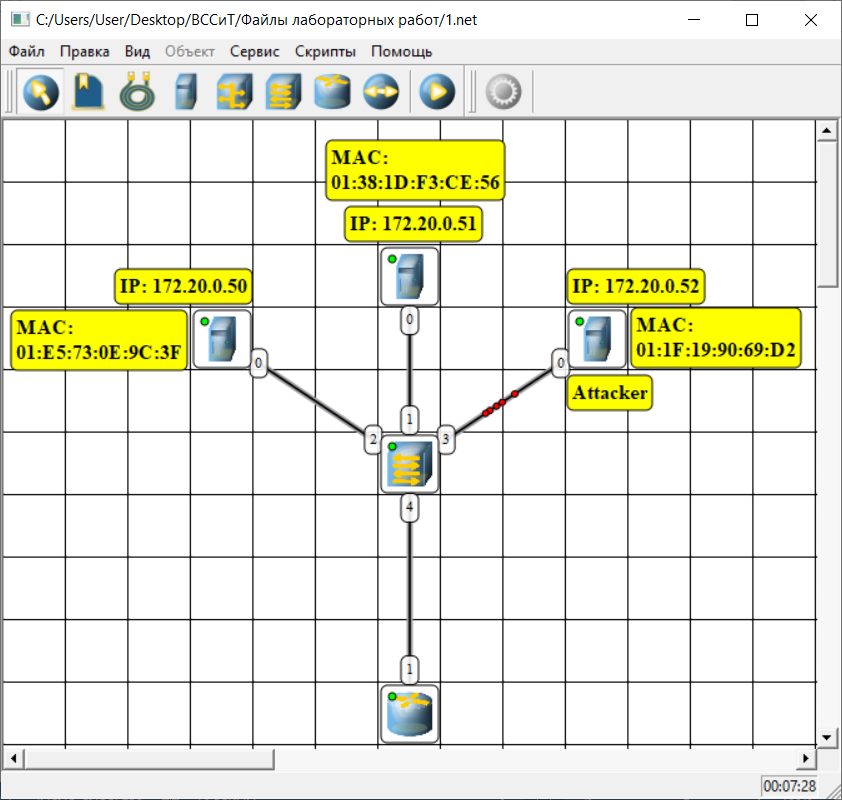 C:/Users/User/Desktop/ВССиТ/Файлы лабораторных работ/1.net
Файл Правка Вид Объект Сервис Скрипты Помощь
MAC:
01:38:1D:F3:CE:56
IP: 172.20.0.51
IP: 172.20.0.50
IP: 172.20.0.52
MAC:
01:E5:73:0E:9C:3F
MAC:
01:1F:19:90:69:D2
0
0
0
Attacker
1
2
3
4
1
00:07:28